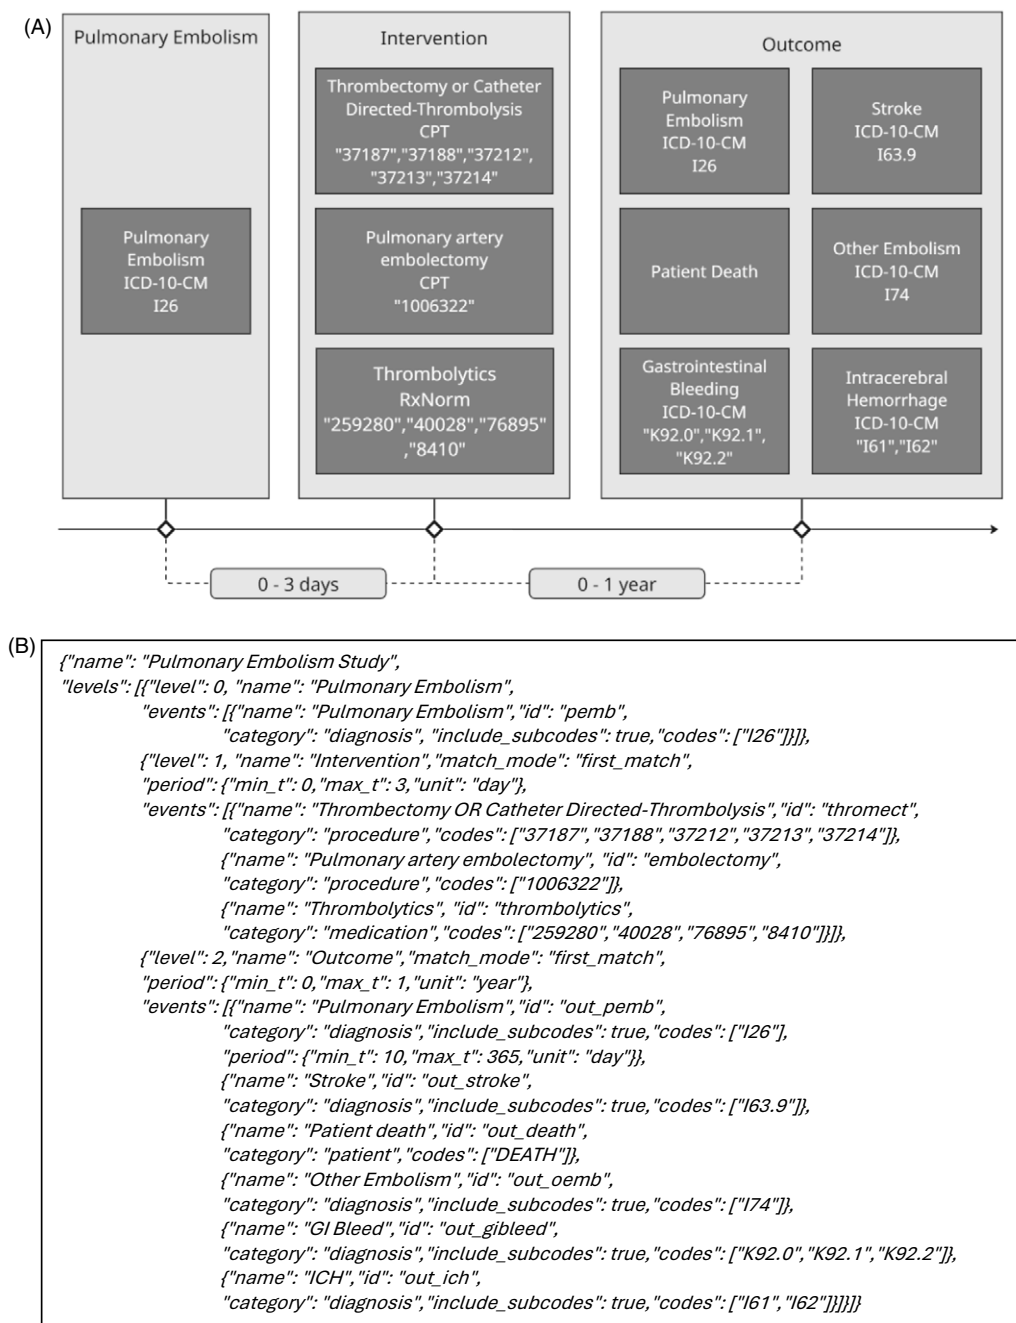 (A)
Pulmonary Embolism
Pulmonary
Embolism
ICD-10-CM
I26
Intervention
Thrombectomy or Catheter
Directed-Thrombolysis
CPT
"37187","37188","37212",
"37213","37214"
Pulmonary artery
embolectomy
CPT
"1006322"
Thrombolytics
RxNorm
"259280","40028","76895"
,"8410"
Outcome
Pulmonary
Embolism
ICD-10-CM
I26
Stroke
ICD-10-CM
I63.9
Patient Death
Other Embolism
ICD-10-CM
I74
Gastrointestinal
Bleeding
ICD-10-CM
"K92.0","K92.1",
"K92.2"
Intracerebral
Hemorrhage
ICD-10-CM
"I61","I62"
0 - 3 days
0 - 1 year
(B)
{"name": "Pulmonary Embolism Study",
"levels": [{"level": 0, "name": "Pulmonary Embolism",
"events": [{"name": "Pulmonary Embolism","id": "pemb",
"category": "diagnosis", "include_subcodes": true,"codes": ["I26"]}]},
{"level": 1, "name": "Intervention","match_mode": "first_match",
"period": {"min_t": 0,"max_t": 3,"unit": "day"},
"events": [{"name": "Thrombectomy OR Catheter Directed-Thrombolysis","id": "thromect",
"category": "procedure","codes": ["37187","37188","37212","37213","37214"]},
{"name": "Pulmonary artery embolectomy", "id": "embolectomy",
"category": "procedure","codes": ["1006322"]},
{"name": "Thrombolytics", "id": "thrombolytics",
"category": "medication","codes": ["259280","40028","76895","8410"]}]},
{"level": 2,"name": "Outcome","match_mode": "first_match",
"period": {"min_t": 0,"max_t": 1,"unit": "year"},
"events": [{"name": "Pulmonary Embolism","id": "out_pemb",
"category": "diagnosis","include_subcodes": true,"codes": ["I26"],
"period": {"min_t": 10,"max_t": 365,"unit": "day"}},
{"name": "Stroke","id": "out_stroke",
"category": "diagnosis","include_subcodes": true,"codes": ["I63.9"]},
{"name": "Patient death","id": "out_death",
"category": "patient","codes": ["DEATH"]},
{"name": "Other Embolism","id": "out_oemb",
"category": "diagnosis","include_subcodes": true,"codes": ["I74"]},
{"name": "GI Bleed","id": "out_gibleed",
"category": "diagnosis","include_subcodes": true,"codes": ["K92.0","K92.1","K92.2"]},
{"name": "ICH","id": "out_ich",
"category": "diagnosis","include_subcodes": true,"codes": ["I61","I62"]}]}]}